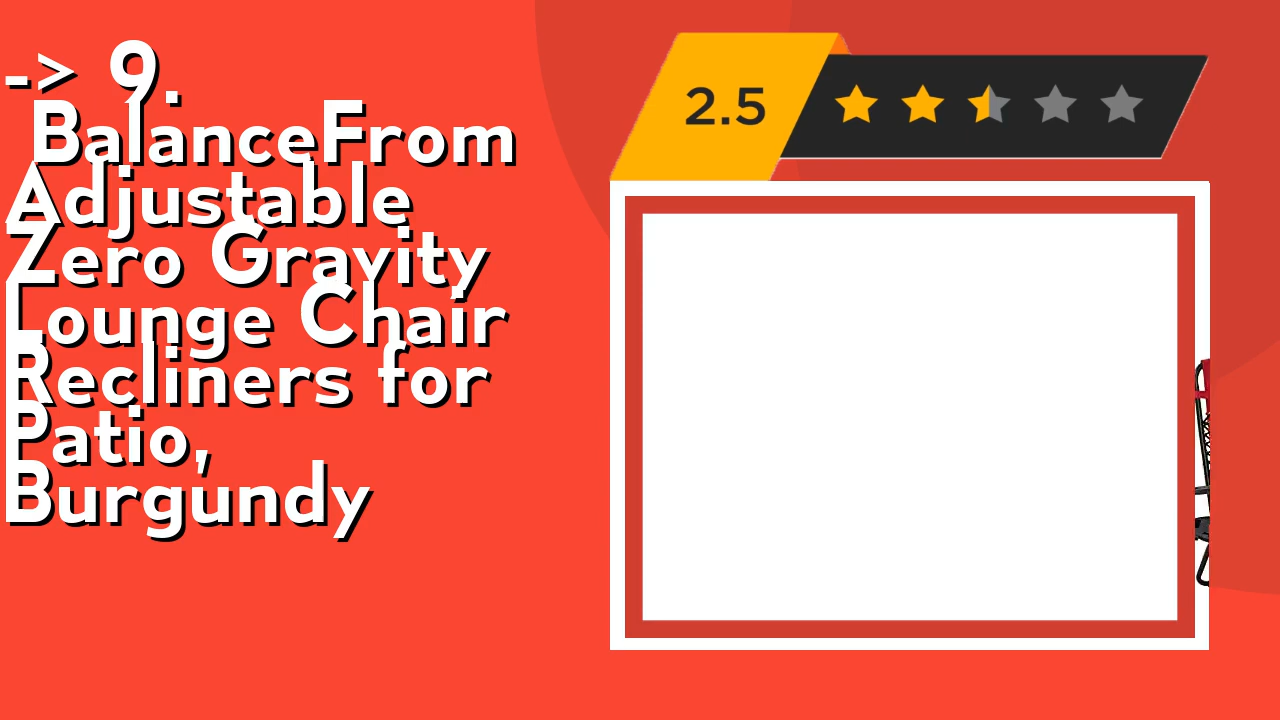 -> 9.
BalanceFrom
Adjustable
Zero Gravity
Lounge Chair
Recliners for
Patio,
Burgundy
2.5